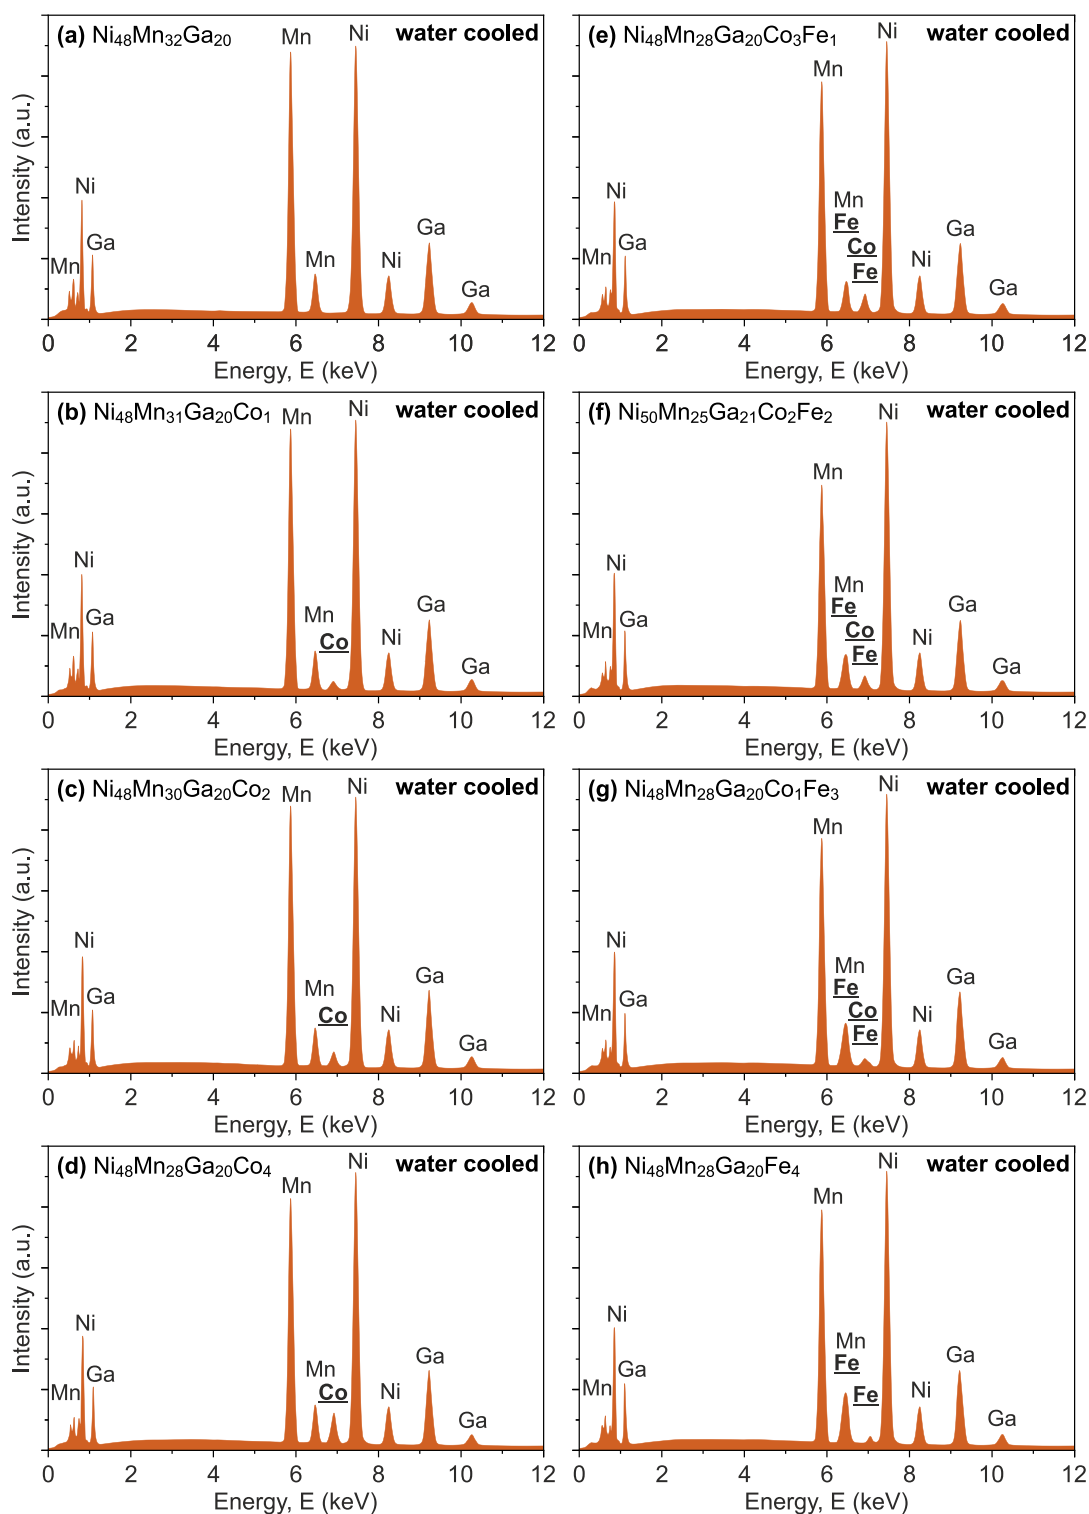 (a) Ni48Mn32Ga20 water cooled
Mn
Ni
Ni
Ga
Mn
Mn
Ni
Ga
Ga
Intensity (a.u.)
0 2 4 6 8 10 12
Energy, E (keV)
(e) Ni48Mn28Ga20Co3Fe1 water cooled
Ni
Mn
Ni
Mn
Fe
Co
Fe
Ga
Ga
Mn
Ni
Ga
0 2 4 6 8 10 12
Energy, E (keV)
(b) Ni48Mn31Ga20Co1 water cooled
Mn
Ni
Ni
Ga
Mn
Mn
Co
Ga
Ni
Ga
Intensity (a.u.)
0 2 4 6 8 10 12
Energy, E (keV)
(f) Ni50Mn25Ga21Co2Fe2 water cooled
Ni
Mn
Ni
Mn
Fe
Co
Fe
Ga
Ga
Mn
Ni
Ga
0 2 4 6 8 10 12
Energy, E (keV)
(c) Ni48Mn30Ga20Co2 water cooled
Mn
Ni
Ni
Ga
Mn
Mn
Co
Ga
Ni
Ga
Intensity (a.u.)
0 2 4 6 8 10 12
Energy, E (keV)
(g) Ni48Mn28Ga20Co1Fe3 water cooled
Ni
Mn
Ni
Mn
Fe
Co
Fe
Ga
Ga
Mn
Ni
Ga
0 2 4 6 8 10 12
Energy, E (keV)
(d) Ni48Mn28Ga20Co4 water cooled
Mn
Ni
Ni
Ga
Mn
Mn
Co
Ga
Ni
Ga
Intensity (a.u.)
0 2 4 6 8 10 12
Energy, E (keV)
(h) Ni48Mn28Ga20Fe4 water cooled
Ni
Mn
Ni
Mn
Fe
Fe
Ga
Ga
Mn
Ni
Ga
0 2 4 6 8 10 12
Energy, E (keV)